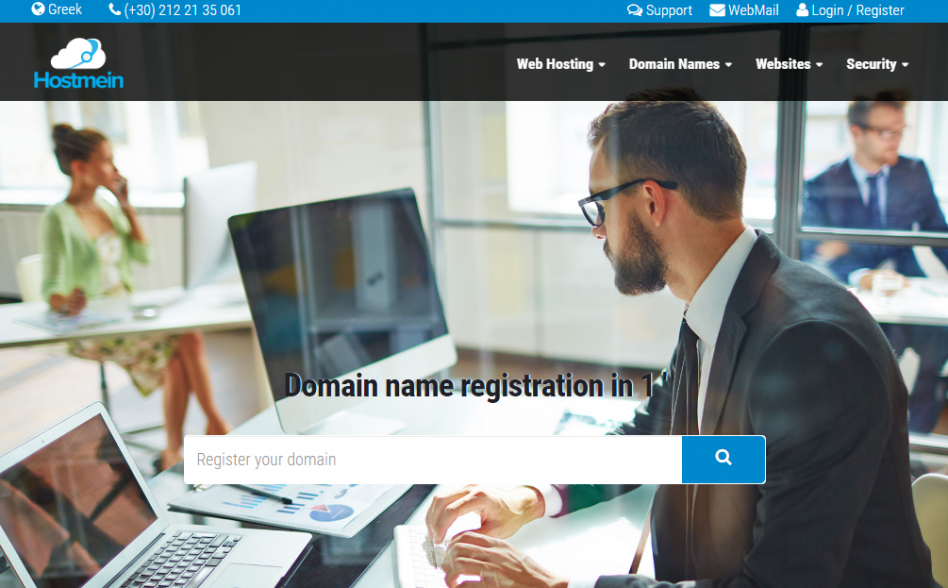 Greek (+30) 212 21 35 061 Support WebMail Login / Register
Hostmein
Web Hosting Domain Names Websites Security
Domain name registration in 1
Register your domain